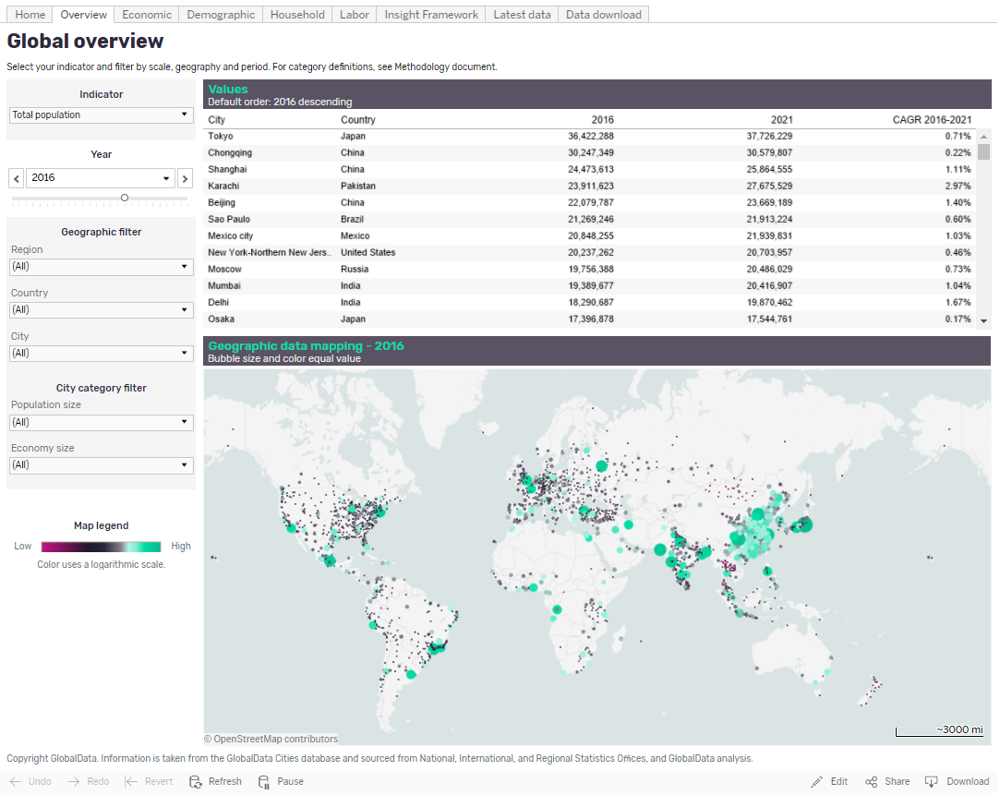 Home Overview Economic Demographic Household Labor Insight Framework Latest data Data download
Global overview
Select your indicator and filter by scale, geography and period. For category definitions, see Methodology document.
Indicator
Total population
Year
2016
Geographic filter
Region
(All)
Country
(All)
City
(All)
City category filter
Population size
(All)
Economy size
(All)
Map legend
Low High
Color uses a logarithmic scale.
Values
Default order: 2016 descending
City Country 2016 2021 CAGR 2016-2021
Tokyo Japan 36,422,288 37,726,229 0.71%
Chongqing China 30,247,349 30,579,807 0.22%
Shanghai China 24,473,613 25,864,555 1.11%
Karachi Pakistan 23,911,623 27,675,529 2.97%
Beijing China 22,079,787 23,669,189 1.40%
Sao Paulo Brazil 21,269,246 21,913,224 0.60%
Mexico city Mexico 20,848,255 21,939,831 1.03%
New York-Northern New Jers.. United States 20,237,262 20,703,957 0.46%
Moscow Russia 19,756,388 20,486,029 0.73%
Mumbai India 19,389,677 20,416,907 1.04%
Delhi India 18,290,687 19,870,462 1.67%
Osaka Japan 17,396,878 17,544,761 0.17%
Geographic data mapping - 2016
Bubble size and color equal value
~3000 mi
© OpenStreetMap contributors
Copyright GlobalData. Information is taken from the GlobalData Cities database and sourced from National, International, and Regional Statistics Offices, and GlobalData analysis.
Undo Redo Revert Refresh Pause Edit Share Download